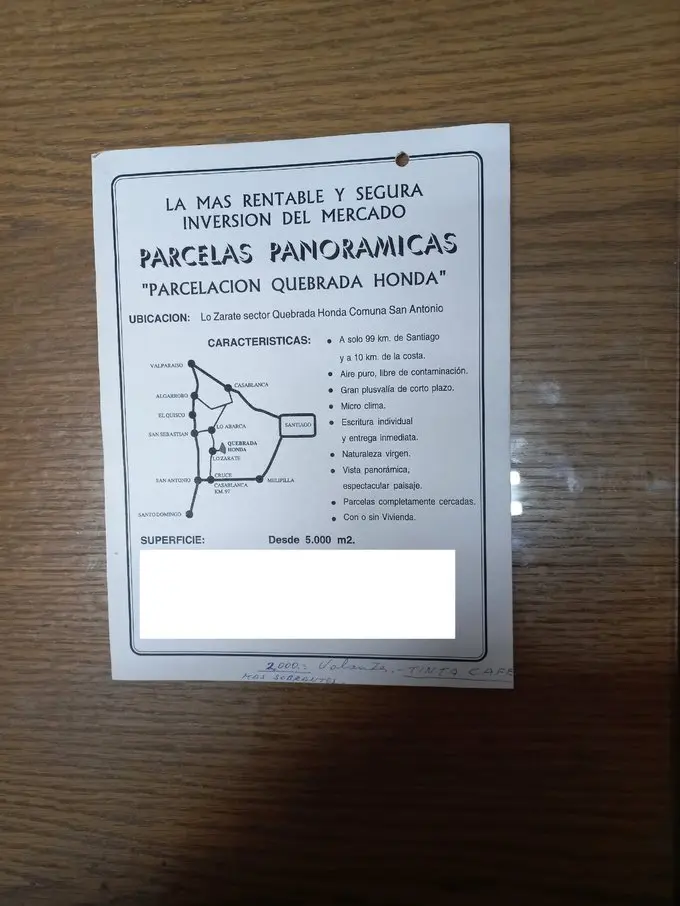 LA MAS RENTABLE Y SEGURA
INVERSION DEL MERCADO
PARCELAS PANORAMICAS
"PARCELACION QUEBRADA HONDA"
UBICACION: Lo Zarate sector Quebrada Honda Comuna San Antonio
CARACTERISTICAS:
• A solo 99 km. de Santiago
y a 10 km. de la costa.
• Aire puro, libre de contaminación.
• Gran plusvalía de corto plazo.
• Micro clima.
• Escritura individual
y entrega inmediata.
• Naturaleza virgen.
• Vista panorámica,
espectacular paisaje.
• Parcelas completamente cercadas.
• Con o sin Vivienda.
VALPARAISO
CASABLANCA
ALGARROBO
EL QUISCO
SAN SEBASTIAN
LO ABARCA
SANTIAGO
QUEBRADA
HONDA
LO ZARATE
SAN ANTONIO
CRUCE
CASABLANCA
KM. 97
MELIPILLA
SANTO DOMINGO
SUPERFICIE: Desde 5.000 m2.
2,000.- Volantes.- TINTA CAFE
MAS SOBRANTES.